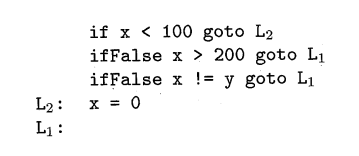 if x < 100 goto L₂
ifFalse x > 200 goto L₁
ifFalse x != y goto L₁
L₂: x = 0
L₁: